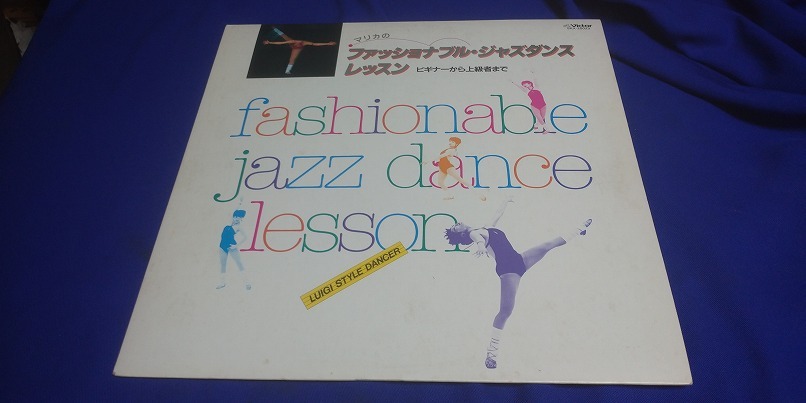 Victor
マリカの
ファッショナブル・ジャズダンス
レッスン ビギナーから上級者まで
fashionable
jazz dance
lesson
LUIGI STYLE DANCER